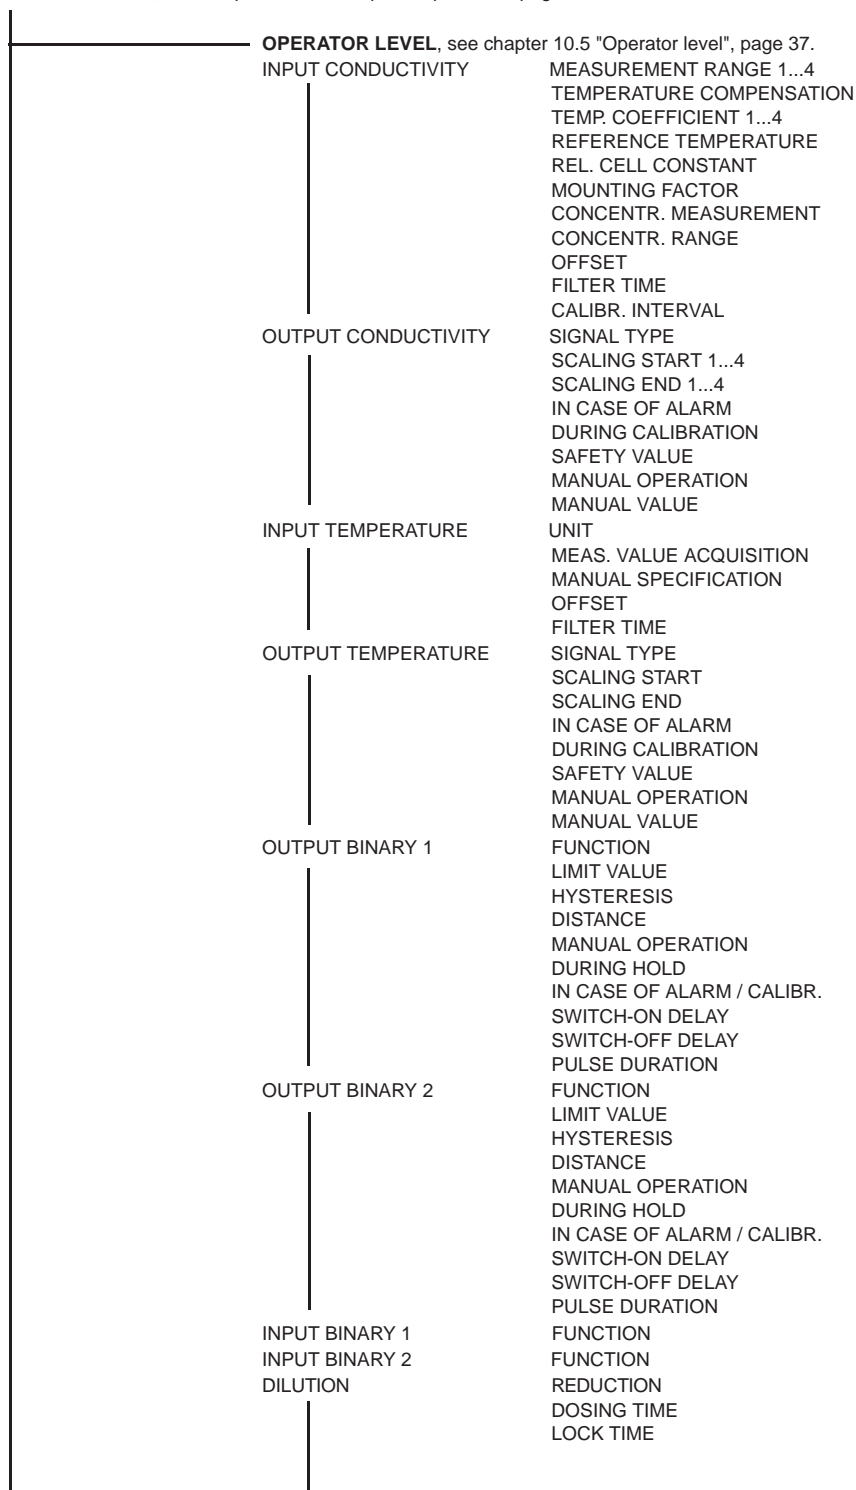 OPERATOR LEVEL, see chapter 10.5 "Operator level", page 37.
INPUT CONDUCTIVITY MEASUREMENT RANGE 1...4
TEMPERATURE COMPENSATION
TEMP. COEFFICIENT 1...4
REFERENCE TEMPERATURE
REL. CELL CONSTANT
MOUNTING FACTOR
CONCENTR. MEASUREMENT
CONCENTR. RANGE
OFFSET
FILTER TIME
CALIBR. INTERVAL
OUTPUT CONDUCTIVITY SIGNAL TYPE
SCALING START 1...4
SCALING END 1...4
IN CASE OF ALARM
DURING CALIBRATION
SAFETY VALUE
MANUAL OPERATION
MANUAL VALUE
INPUT TEMPERATURE UNIT
MEAS. VALUE ACQUISITION
MANUAL SPECIFICATION
OFFSET
FILTER TIME
OUTPUT TEMPERATURE SIGNAL TYPE
SCALING START
SCALING END
IN CASE OF ALARM
DURING CALIBRATION
SAFETY VALUE
MANUAL OPERATION
MANUAL VALUE
OUTPUT BINARY 1 FUNCTION
LIMIT VALUE
HYSTERESIS
DISTANCE
MANUAL OPERATION
DURING HOLD
IN CASE OF ALARM / CALIBR.
SWITCH-ON DELAY
SWITCH-OFF DELAY
PULSE DURATION
OUTPUT BINARY 2 FUNCTION
LIMIT VALUE
HYSTERESIS
DISTANCE
MANUAL OPERATION
DURING HOLD
IN CASE OF ALARM / CALIBR.
SWITCH-ON DELAY
SWITCH-OFF DELAY
PULSE DURATION
INPUT BINARY 1 FUNCTION
INPUT BINARY 2 FUNCTION
DILUTION REDUCTION
DOSING TIME
LOCK TIME